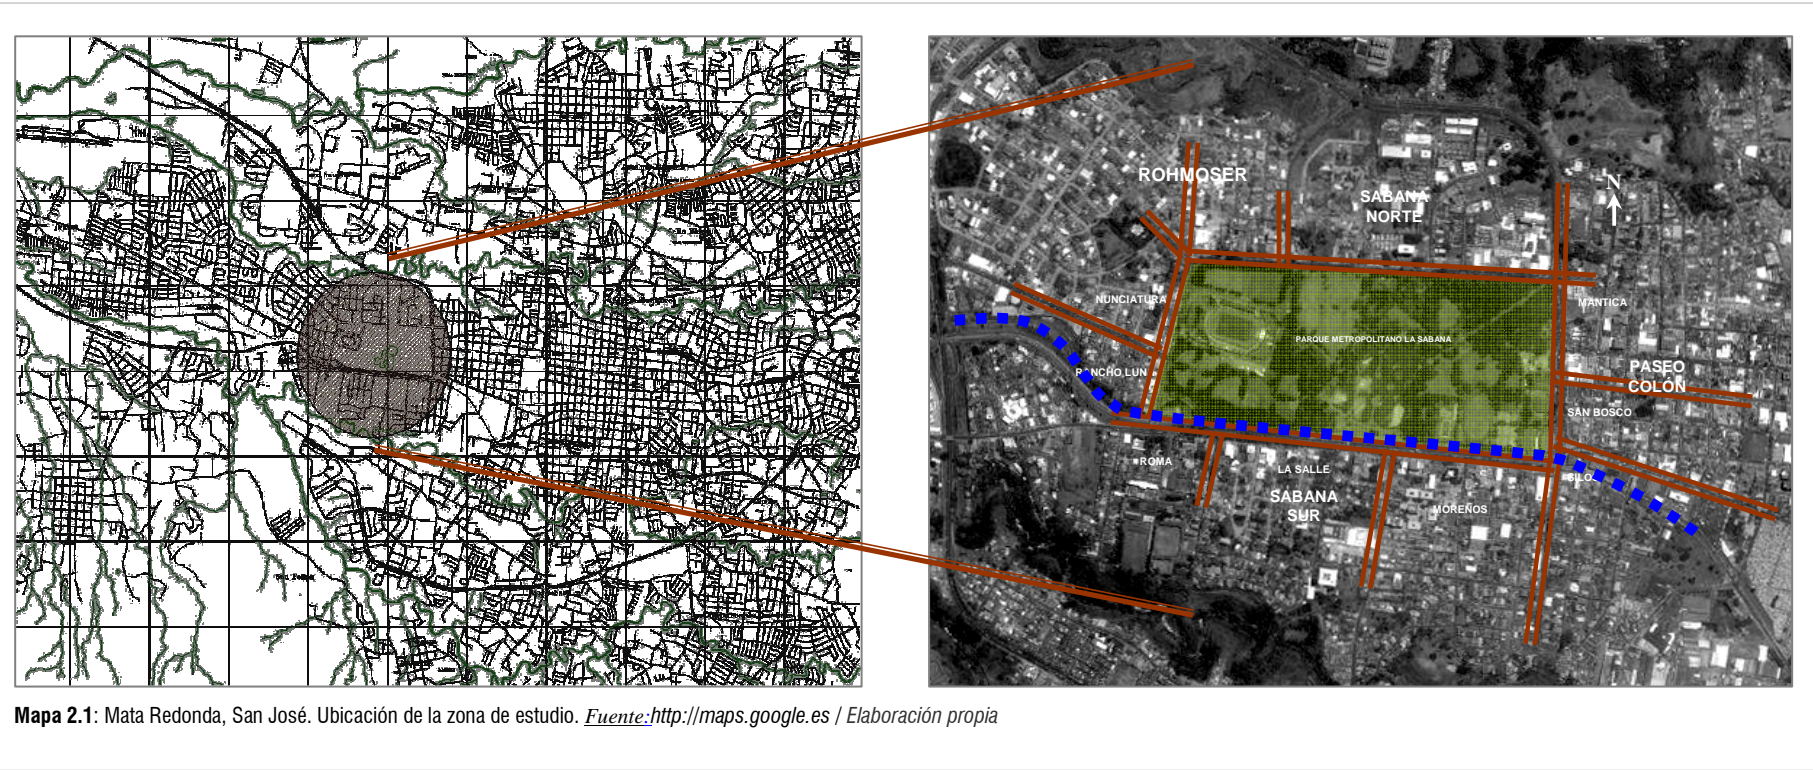 ROHMOSER
SABANA
NORTE
N
NUNCIATURA
MANTICA
PARQUE METROPOLITANO LA SABANA
RANCHO LUN
PASEO
COLÓN
SAN BOSCO
ROMA
LA SALLE
SILO
SABANA
SUR
MOREÑOS
Mapa 2.1: Mata Redonda, San José. Ubicación de la zona de estudio. Fuente:http://maps.google.es / Elaboración propia